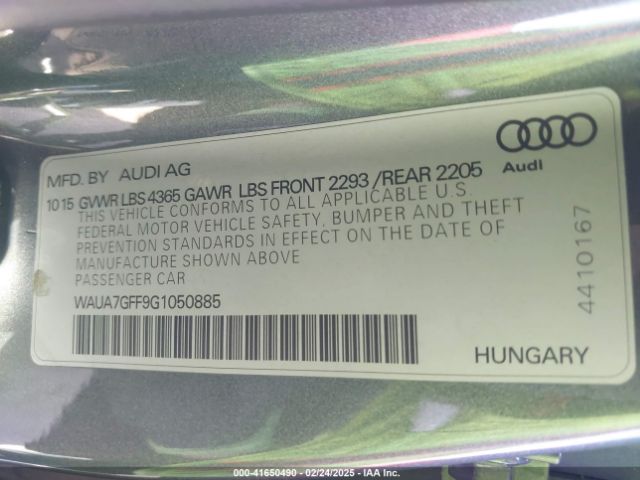 MFD. BY AUDI AG
Audi
10 15 GVWR LBS 4365 GAWR LBS FRONT 2293 /REAR 2205
THIS VEHICLE CONFORMS TO ALL APPLICABLE U.S.
FEDERAL MOTOR VEHICLE SAFETY, BUMPER AND THEFT
PREVENTION STANDARDS IN EFFECT ON THE DATE OF
MANUFACTURE SHOWN ABOVE
PASSENGER CAR
WAUA7GFF9G1050885
4410167
HUNGARY
000-41650490 - 02/24/2025 - IAA Inc.